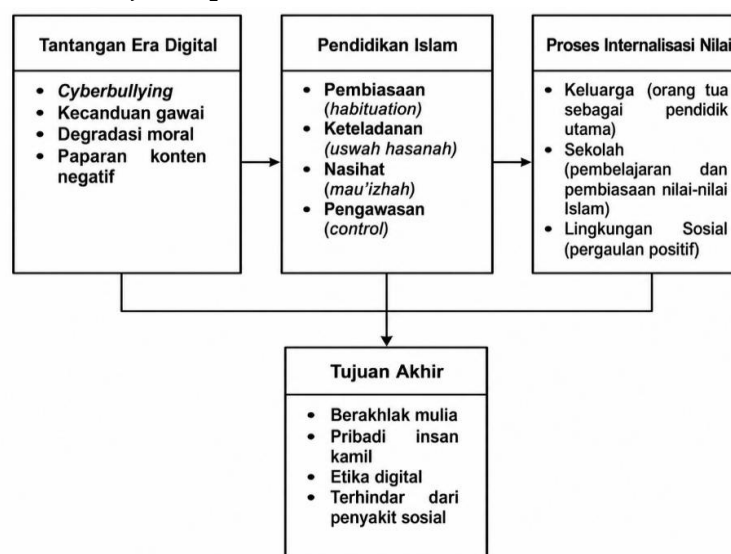 Tantangan Era Digital
Cyberbullying
Kecanduan gawai
Degradasi moral
Paparan konten
negatif
Pendidikan Islam
Pembiasaan
(habituation)
Keteladanan
(uswah hasanah)
Nasihat
(mau'izhah)
Pengawasan
(control)
Proses Internalisasi Nilai
Keluarga (orang tua
sebagai pendidik
utama)
Sekolah
(pembelajaran dan
pembiasaan nilai-nilai
Islam)
Lingkungan Sosial
(pergaulan positif)
Tujuan Akhir
Berakhlak mulia
Pribadi insan
kamil
Etika digital
Terhindar dari
penyakit sosial